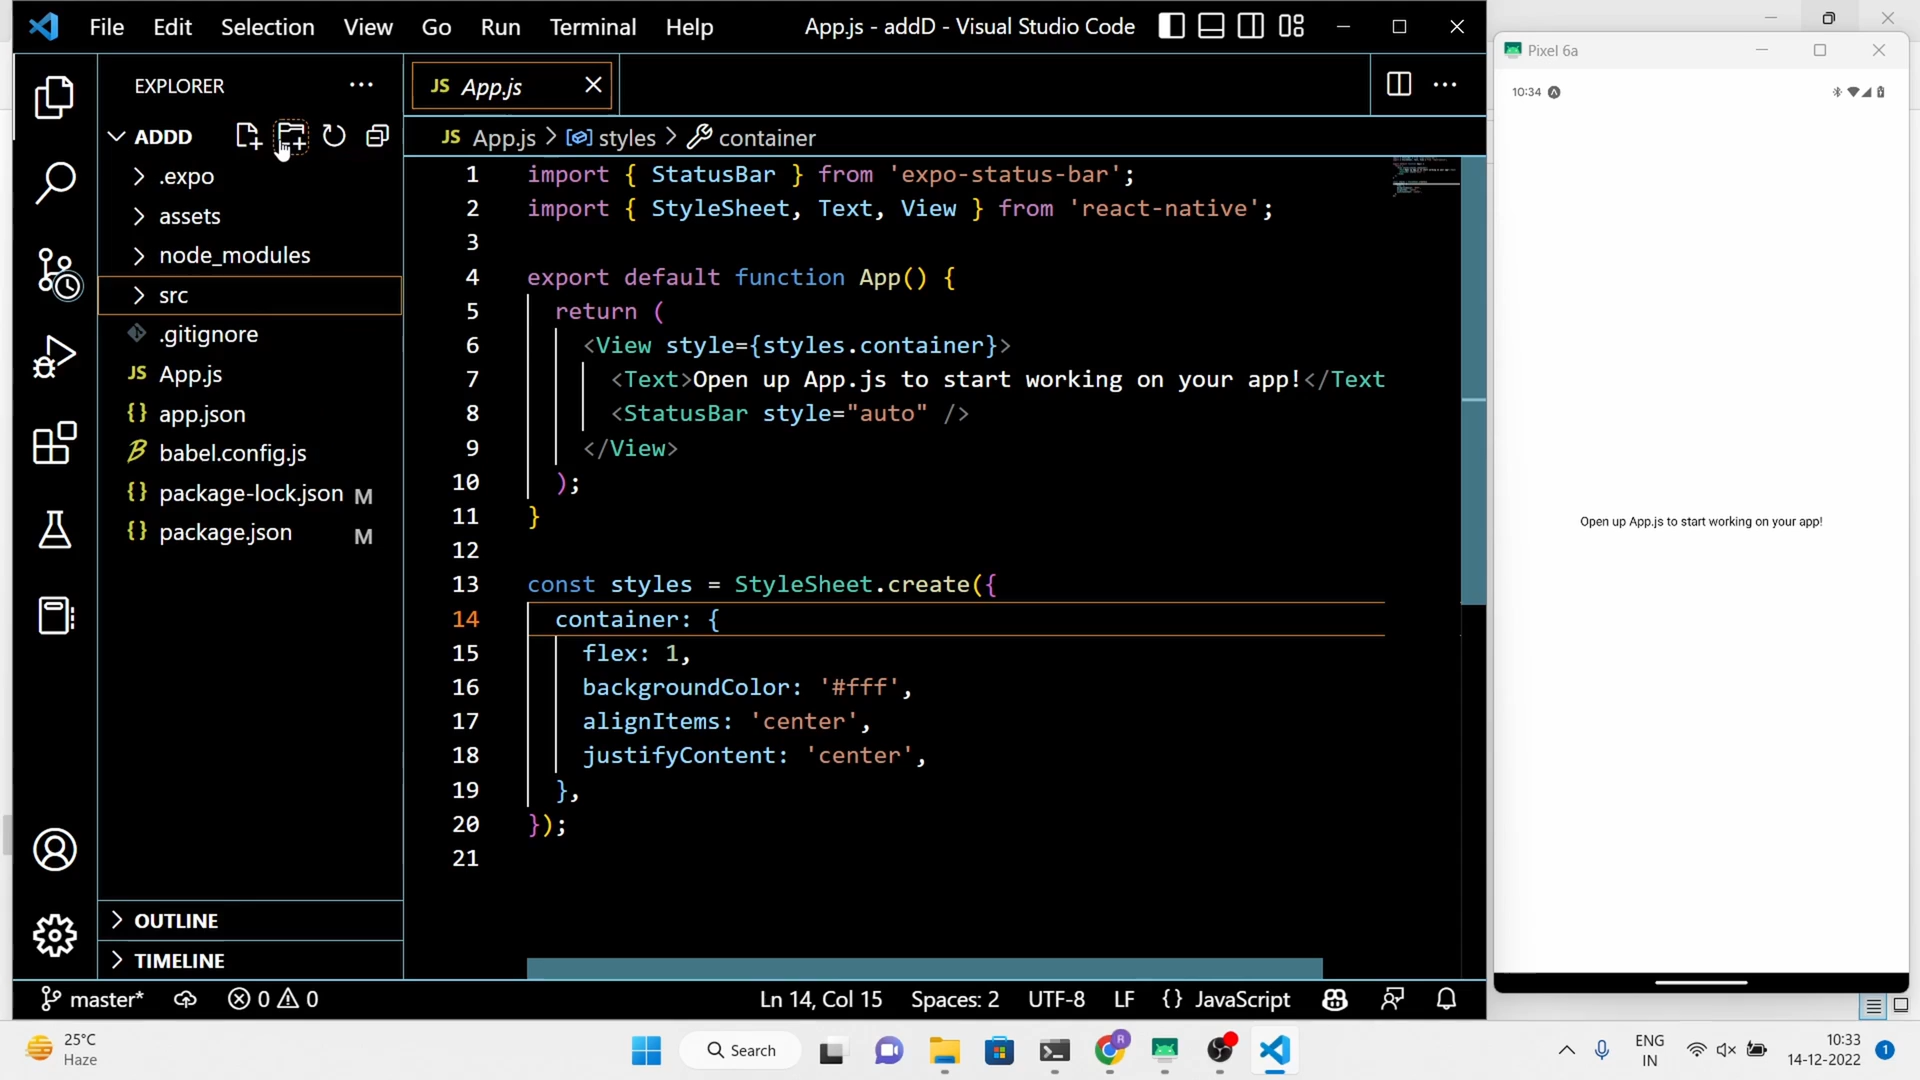 File Edit Selection View Go Run Terminal Help
App.js - addD - Visual Studio Code
EXPLORER
ADDD
.expo
assets
node_modules
src
.gitignore
JS App.js
{} app.json
babel.config.js
{} package-lock.json M
{} package.json M
OUTLINE
TIMELINE
JS App.js
JS App.js > styles > container
1 import { StatusBar } from 'expo-status-bar';
2 import { StyleSheet, Text, View } from 'react-native';
3
4 export default function App() {
5 return (
6 <View style={styles.container}>
7 <Text>Open up App.js to start working on your app!</Text
8 <StatusBar style="auto" />
9 </View>
10 );
11 }
12
13 const styles = StyleSheet.create({
14 container: {
15 flex: 1,
16 backgroundColor: '#fff',
17 alignItems: 'center',
18 justifyContent: 'center',
19 },
20 });
21
master* 0 0 Ln 14, Col 15 Spaces: 2 UTF-8 LF {} JavaScript
Pixel 6a
10:34
Open up App.js to start working on your app!
25°C
Haze
Search
R
ENG
IN
10:33
14-12-2022
1